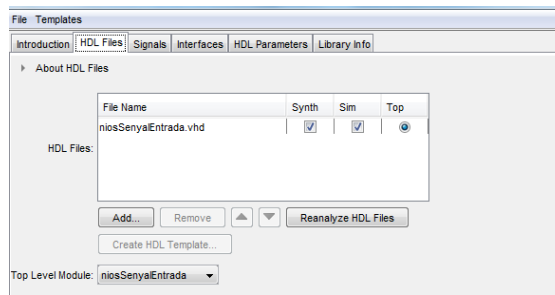 File Templates
Introduction HDL Files Signals Interfaces HDL Parameters Library Info
About HDL Files
File Name Synth Sim Top
niosSenyalEntrada.vhd
HDL Files:
Add... Remove Reanalyze HDL Files
Create HDL Template...
Top Level Module: niosSenyalEntrada